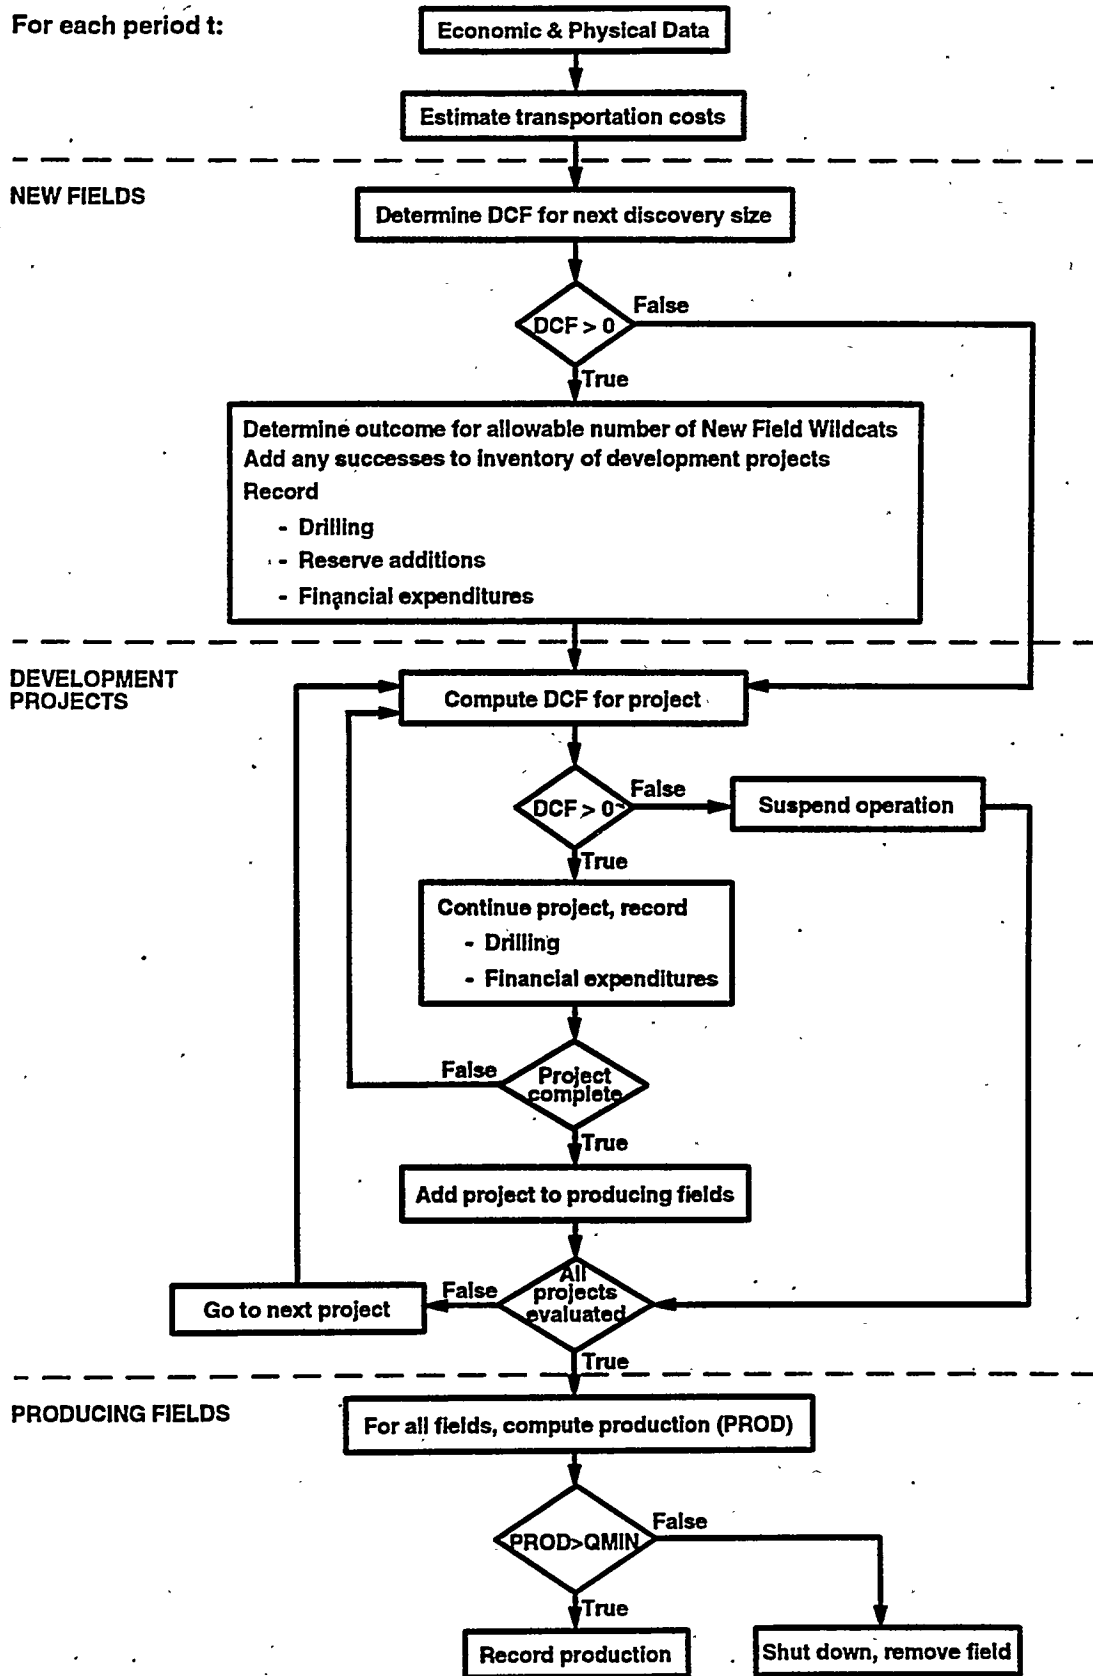 For each period t:
Economic & Physical Data
Estimate transportation costs
NEW FIELDS
Determine DCF for next discovery size
DCF > 0
False
True
Determine outcome for allowable number of New Field Wildcats
Add any successes to inventory of development projects
Record
- Drilling
- Reserve additions
- Financial expenditures
DEVELOPMENT
PROJECTS
Compute DCF for project
DCF > 0
False
Suspend operation
True
Continue project, record
- Drilling
- Financial expenditures
False
Project
complete
True
Add project to producing fields
All
projects
evaluated
False
Go to next project
True
PRODUCING FIELDS
For all fields, compute production (PROD)
PROD>QMIN
False
True
Record production
Shut down, remove field